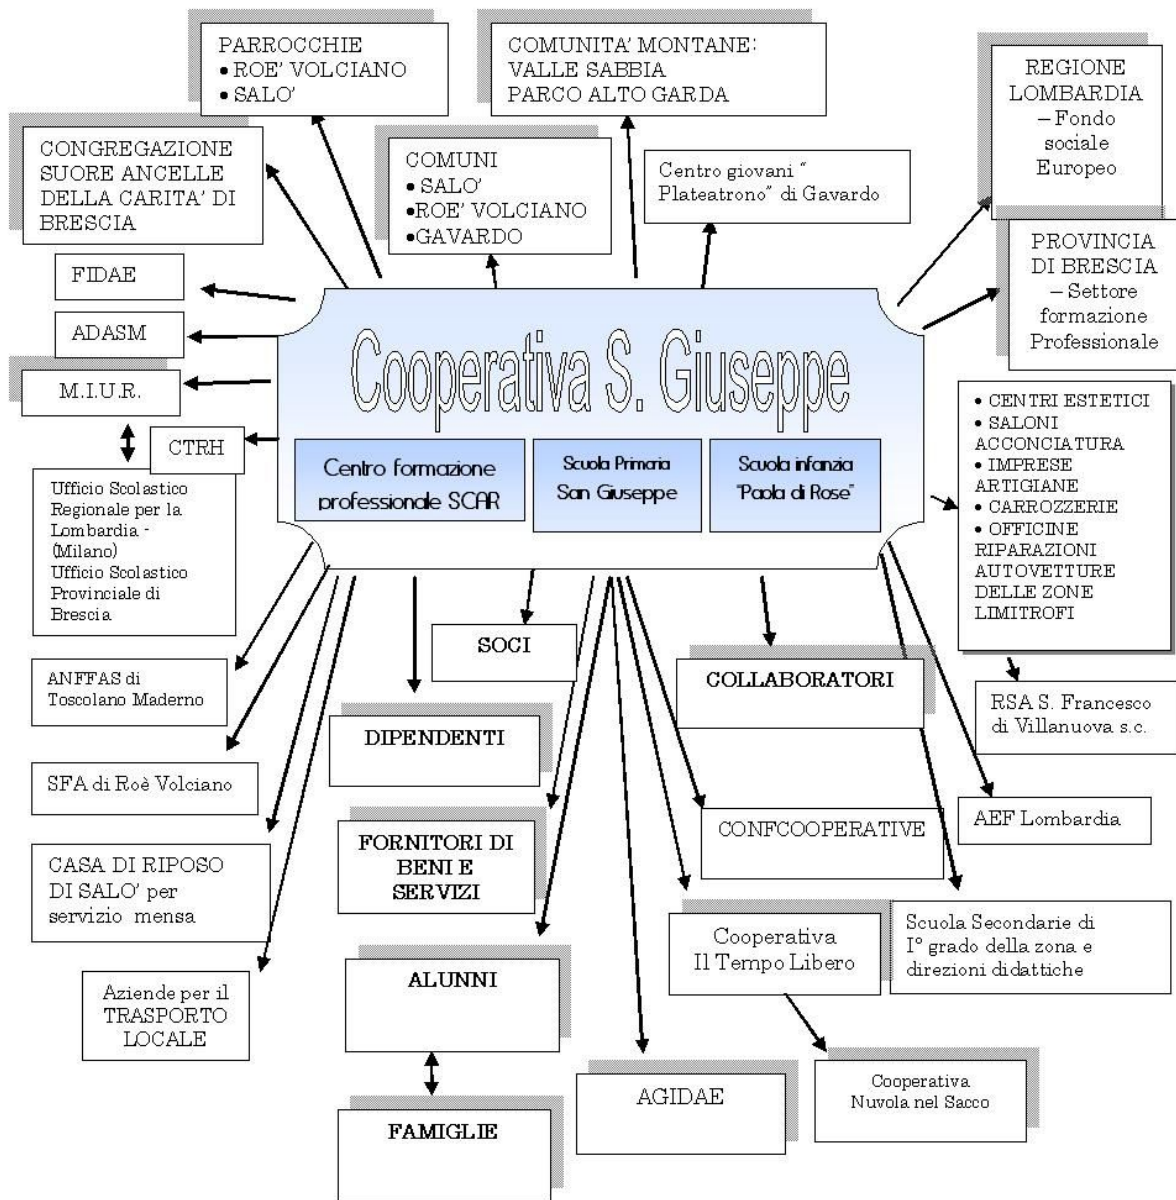 PARROCCHIE
• ROE' VOLCIANO
• SALO'
COMUNITA' MONTANE:
VALLE SABBIA
PARCO ALTO GARDA
REGIONE
LOMBARDIA
– Fondo
sociale
Europeo
CONGREGAZIONE
SUORE ANCELLE
DELLA CARITA' DI
BRESCIA
COMUNI
• SALO'
•ROE' VOLCIANO
•GAVARDO
Centro giovani "
Plateatrono" di Gavardo
PROVINCIA
DI BRESCIA
– Settore
formazione
Professionale
FIDAE
ADASM
M.I.U.R.
CTRH
Ufficio Scolastico
Regionale per la
Lombardia -
(Milano)
Ufficio Scolastico
Provinciale di
Brescia
Cooperativa S. Giuseppe
Centro formazione
professionale SCAR
Scuola Primaria
San Giuseppe
Scuola infanzia
"Paola di Rose"
• CENTRI ESTETICI
• SALONI
ACCONCIATURA
• IMPRESE
ARTIGIANE
• CARROZZERIE
• OFFICINE
RIPARAZIONI
AUTOVETTURE
DELLE ZONE
LIMITROFI
ANFFAS di
Toscolano Maderno
SOCI
COLLABORATORI
RSA S. Francesco
di Villanuova s.c.
DIPENDENTI
SFA di Roè Volciano
FORNITORI DI
BENI E
SERVIZI
CONFCOOPERATIVE
AEF Lombardia
CASA DI RIPOSO
DI SALO' per
servizio mensa
Cooperativa
Il Tempo Libero
Scuola Secondarie di
I° grado della zona e
direzioni didattiche
Aziende per il
TRASPORTO
LOCALE
ALUNNI
AGIDAE
Cooperativa
Nuvola nel Sacco
FAMIGLIE